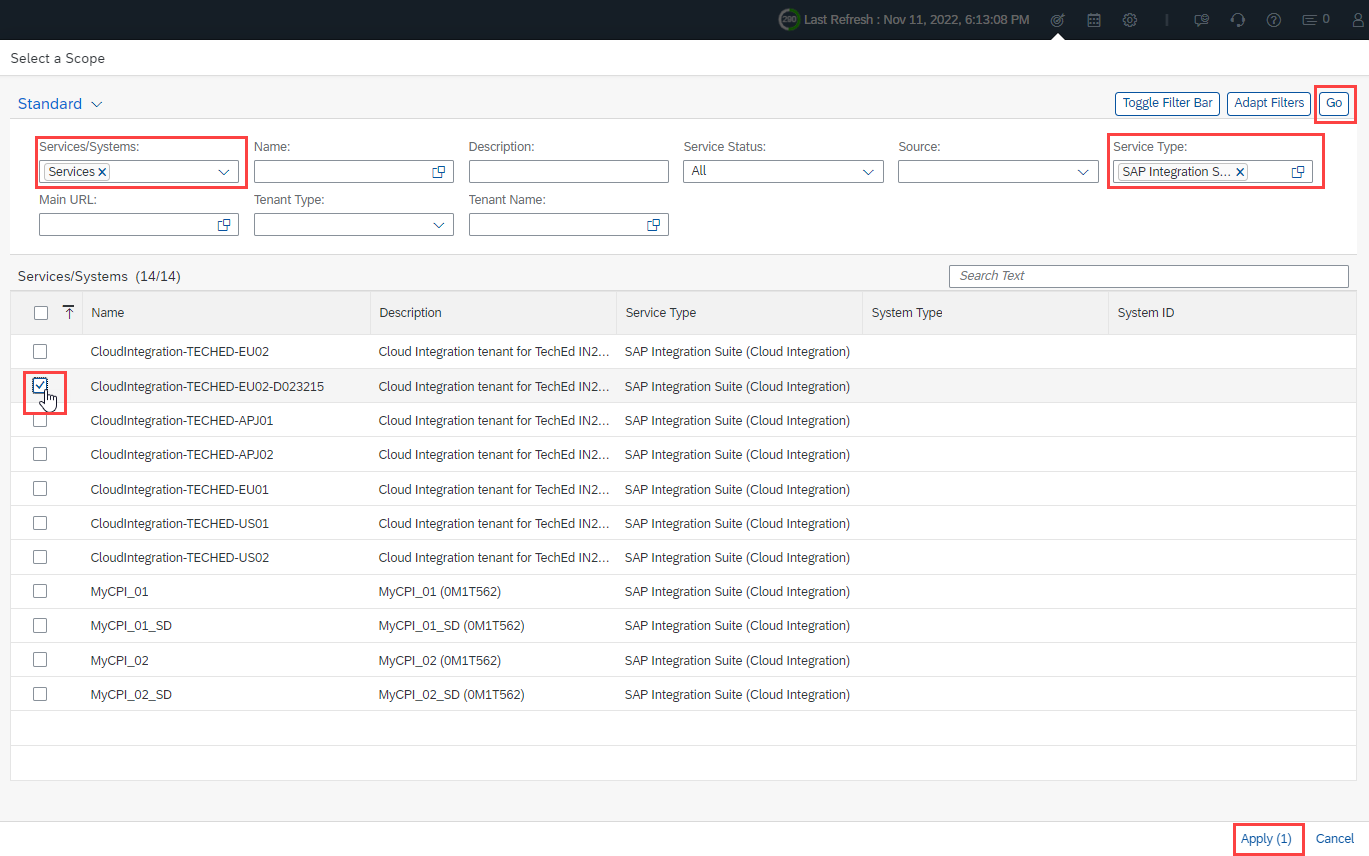 280 Last Refresh : Nov 11, 2022, 6:13:08 PM 0
Select a Scope
Standard Toggle Filter Bar Adapt Filters Go
Services/Systems: Name: Description: Service Status: Source: Service Type:
Services All SAP Integration S...
Main URL: Tenant Type: Tenant Name:
Services/Systems (14/14) Search Text
Name Description Service Type System Type System ID
CloudIntegration-TECHED-EU02 Cloud Integration tenant for TechEd IN2... SAP Integration Suite (Cloud Integration)
CloudIntegration-TECHED-EU02-D023215 Cloud Integration tenant for TechEd IN2... SAP Integration Suite (Cloud Integration)
CloudIntegration-TECHED-APJ01 Cloud Integration tenant for TechEd IN2... SAP Integration Suite (Cloud Integration)
CloudIntegration-TECHED-APJ02 Cloud Integration tenant for TechEd IN2... SAP Integration Suite (Cloud Integration)
CloudIntegration-TECHED-EU01 Cloud Integration tenant for TechEd IN2... SAP Integration Suite (Cloud Integration)
CloudIntegration-TECHED-US01 Cloud Integration tenant for TechEd IN2... SAP Integration Suite (Cloud Integration)
CloudIntegration-TECHED-US02 Cloud Integration tenant for TechEd IN2... SAP Integration Suite (Cloud Integration)
MyCPI_01 MyCPI_01 (0M1T562) SAP Integration Suite (Cloud Integration)
MyCPI_01_SD MyCPI_01_SD (0M1T562) SAP Integration Suite (Cloud Integration)
MyCPI_02 MyCPI_02 (0M1T562) SAP Integration Suite (Cloud Integration)
MyCPI_02_SD MyCPI_02_SD (0M1T562) SAP Integration Suite (Cloud Integration)
Apply (1) Cancel